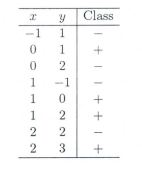 x y Class
−1 1 −
0 1 +
0 2 −
1 −1 −
1 0 +
1 2 +
2 2 −
2 3 +